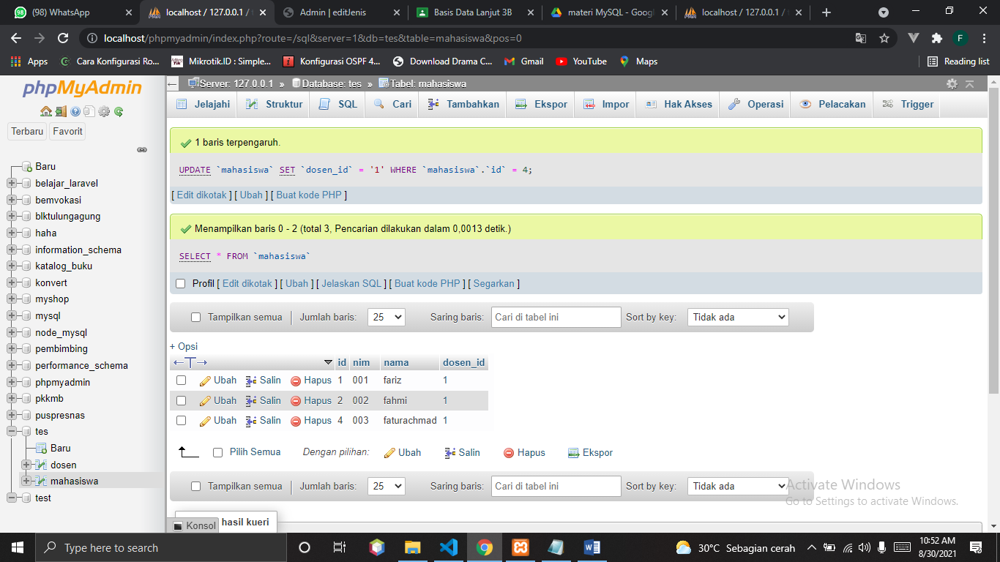 (98) WhatsApp
localhost / 127.0.0.1 / t
Admin | editJenis
Basis Data Lanjut 3B
materi MySQL - Googl
localhost / 127.0.0.1 / t
localhost/phpmyadmin/index.php?route=/sql&server=1&db=tes&table=mahasiswa&pos=0
F
Apps
Cara Konfigurasi Ro...
Mikrotik.ID : Simple...
Konfigurasi OSPF 4...
Download Drama C...
Gmail
YouTube
Maps
Reading list
phpMyAdmin
Terbaru Favorit
Baru
belajar_laravel
bemvokasi
blktulungagung
haha
information_schema
katalog_buku
konvert
myshop
mysql
node_mysql
pembimbing
performance_schema
phpmyadmin
pkkmb
puspresnas
tes
Baru
dosen
mahasiswa
test
Server: 127.0.0.1 » Database: tes » Tabel: mahasiswa
Jelajahi Struktur SQL Cari Tambahkan Ekspor Impor Hak Akses Operasi Pelacakan Trigger
1 baris terpengaruh.
UPDATE `mahasiswa` SET `dosen_id` = '1' WHERE `mahasiswa`.`id` = 4;
[ Edit dikotak ] [ Ubah ] [ Buat kode PHP ]
Menampilkan baris 0 - 2 (total 3, Pencarian dilakukan dalam 0,0013 detik.)
SELECT * FROM `mahasiswa`
Profil [ Edit dikotak ] [ Ubah ] [ Jelaskan SQL ] [ Buat kode PHP ] [ Segarkan ]
Tampilkan semua | Jumlah baris: 25 Saring baris: Cari di tabel ini Sort by key: Tidak ada
+ Opsi
←T→ id nim nama dosen_id
Ubah Salin Hapus 1 001 fariz 1
Ubah Salin Hapus 2 002 fahmi 1
Ubah Salin Hapus 4 003 faturachmad 1
Pilih Semua Dengan pilihan: Ubah Salin Hapus Ekspor
Tampilkan semua | Jumlah baris: 25 Saring baris: Cari di tabel ini Sort by key: Tidak ada
Activate Windows
Go to Settings to activate Windows.
Konsol hasil kueri
Type here to search
30°C Sebagian cerah
10:52 AM
8/30/2021